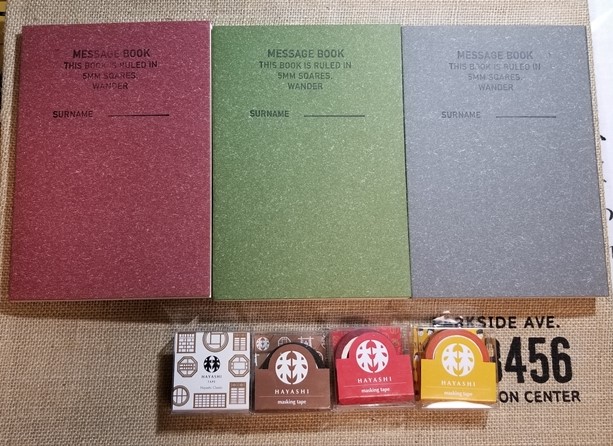 MESSAGE BOOK
THIS BOOK IS RULED IN
5MM SQARES.
WANDER
SURNAME
MESSAGE BOOK
THIS BOOK IS RULED IN
5MM SQARES.
WANDER
SURNAME
MESSAGE BOOK
THIS BOOK IS RULED IN
5MM SQARES.
WANDER
SURNAME
HAYASHI
HAYASHI
masking tape
HAYASHI
masking tape
HAYASHI
masking tape
KSIDE AVE.
3456
ON CENTER